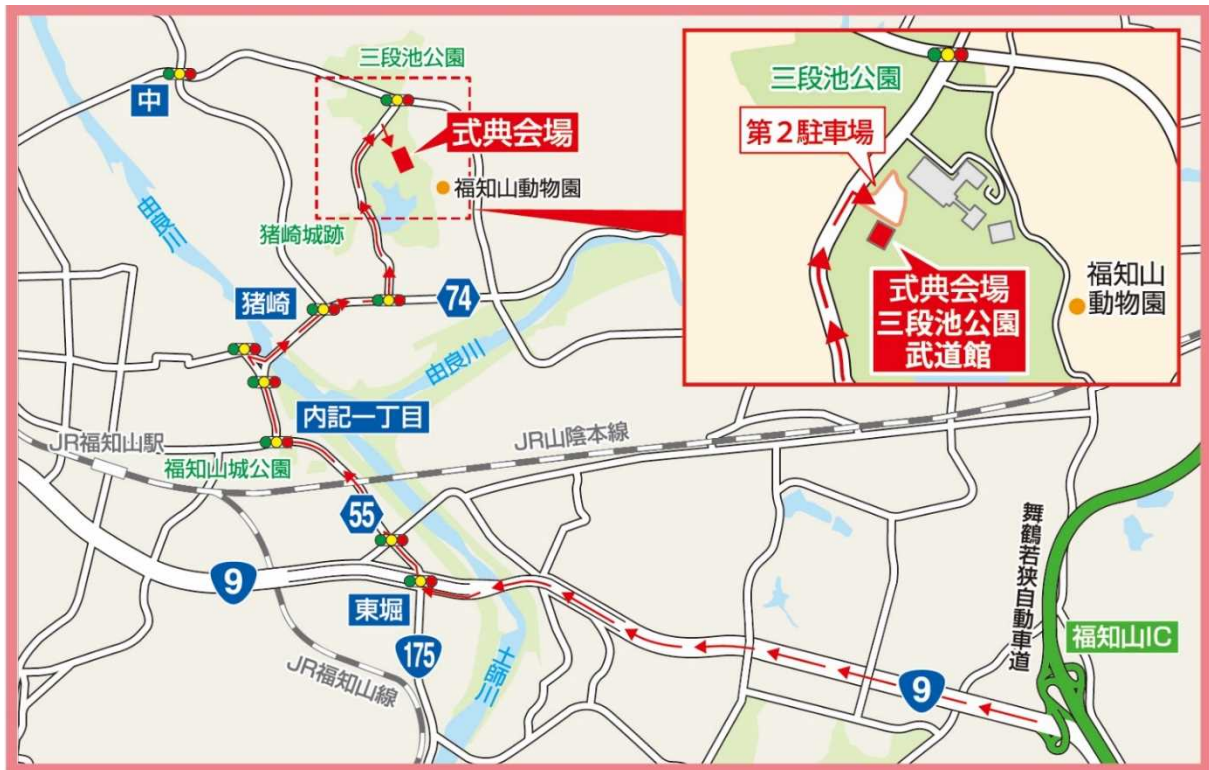 三段池公園
中
式典会場
福知山動物園
由良川
猪崎城跡
猪崎
74
由良川
内記一丁目
JR福知山駅
福知山城公園
JR山陰本線
55
9
東堀
175
JR福知山線
土師川
9
舞鶴若狭自動車道
福知山IC
三段池公園
第2駐車場
式典会場
三段池公園
武道館
福知山
動物園